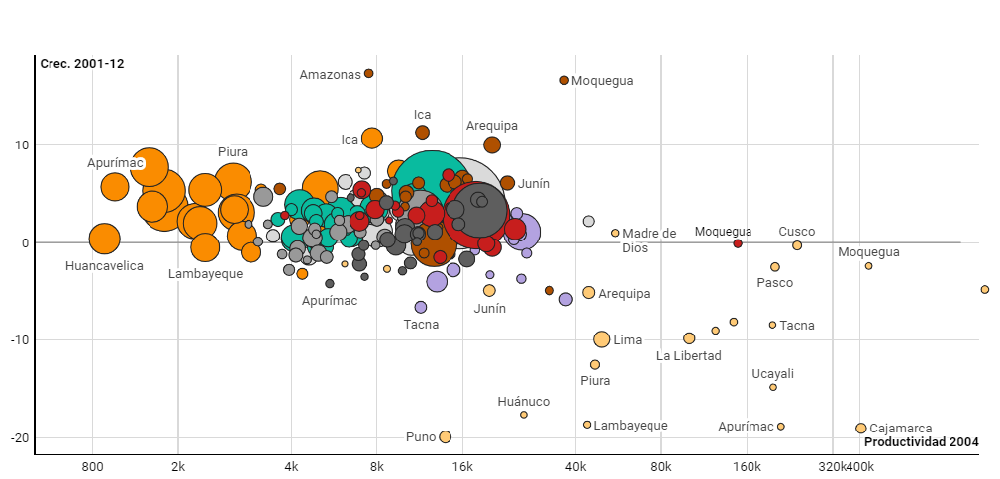 Crec. 2001-12
Amazonas
Moquegua
Ica
Arequipa
Ica
10
Piura
Apurímac
Junín
Moquegua
Cusco
Madre de
Dios
0
Moquegua
Huancavelica
Lambayeque
Pasco
Apurímac
Arequipa
Junín
Tacna
Tacna
-10
Lima
La Libertad
Ucayali
Piura
Huánuco
Lambayeque
Apurímac
Cajamarca
-20
Puno
Productividad 2004
800
2k
4k
8k
16k
40k
80k
160k
320k
400k